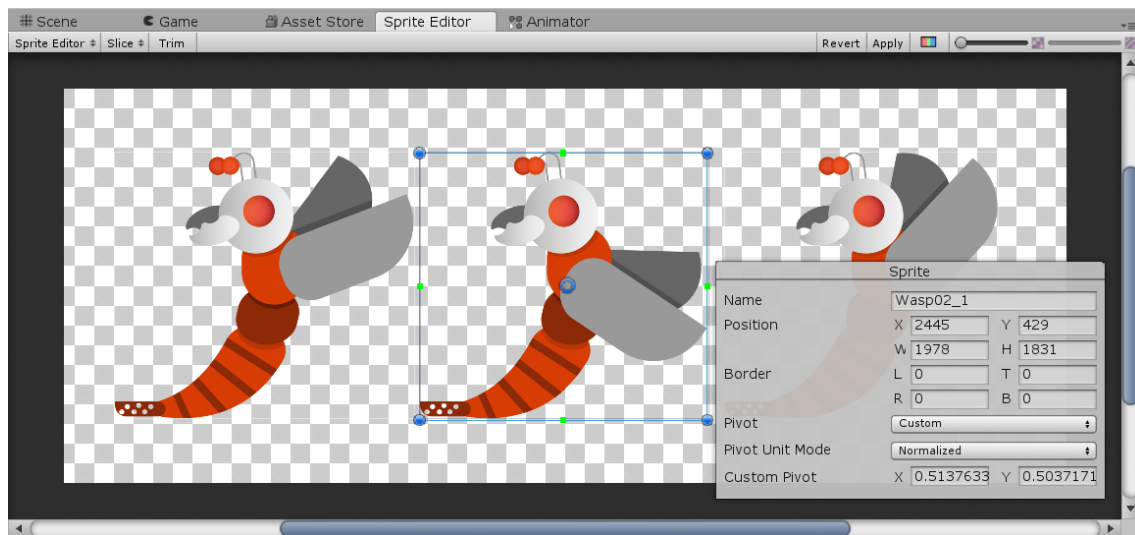 Scene Game Asset Store Sprite Editor Animator
Sprite Editor Slice Trim Revert Apply
Sprite
Name Wasp02_1
Position X 2445 Y 429
W 1978 H 1831
Border L 0 T 0
R 0 B 0
Pivot Custom
Pivot Unit Mode Normalized
Custom Pivot X 0.5137633 Y 0.5037171